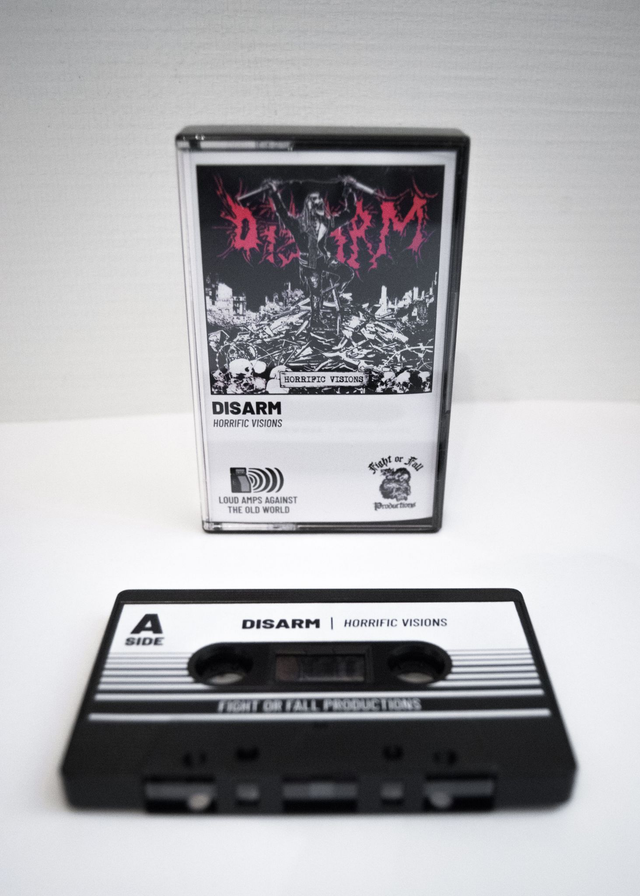 DISARM
HORRIFIC VISIONS
DISARM
HORRIFIC VISIONS
LOUD AMPS AGAINST
THE OLD WORLD
Fight or Fall
Productions
A
SIDE
DISARM | HORRIFIC VISIONS
FIGHT OR FALL PRODUCTIONS